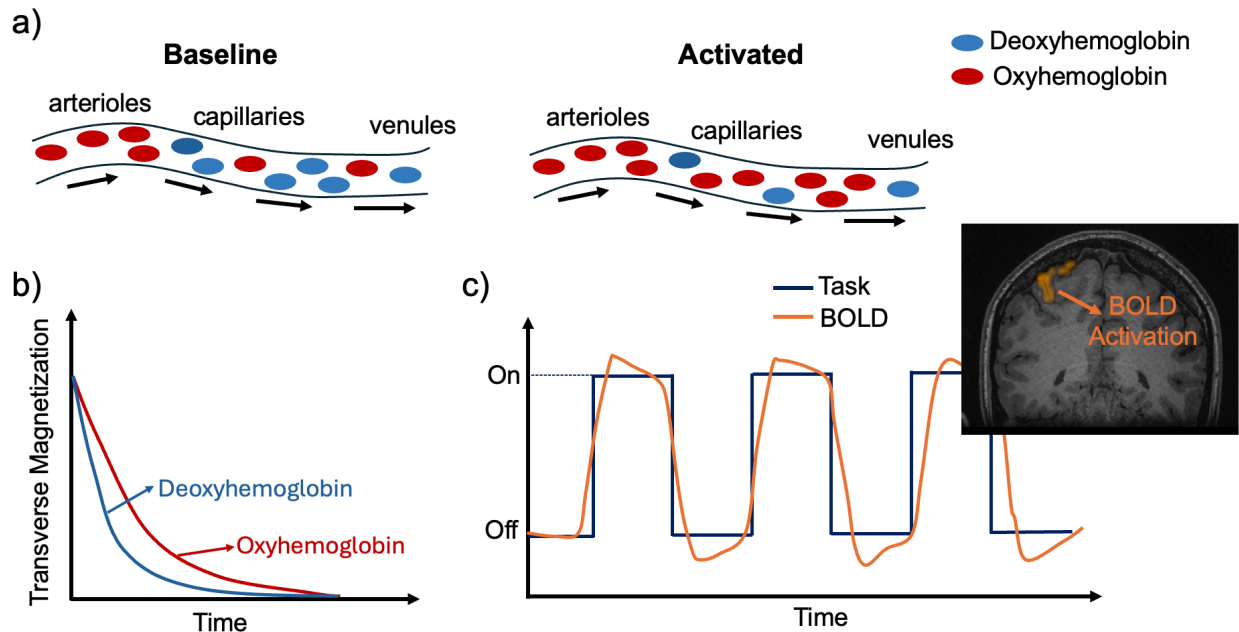 a)
Baseline
Activated
Deoxyhemoglobin
Oxyhemoglobin
arterioles
capillaries
venules
arterioles
capillaries
venules
b)
Transverse Magnetization
Deoxyhemoglobin
Oxyhemoglobin
Time
c)
Task
BOLD
On
Off
Time
BOLD
Activation